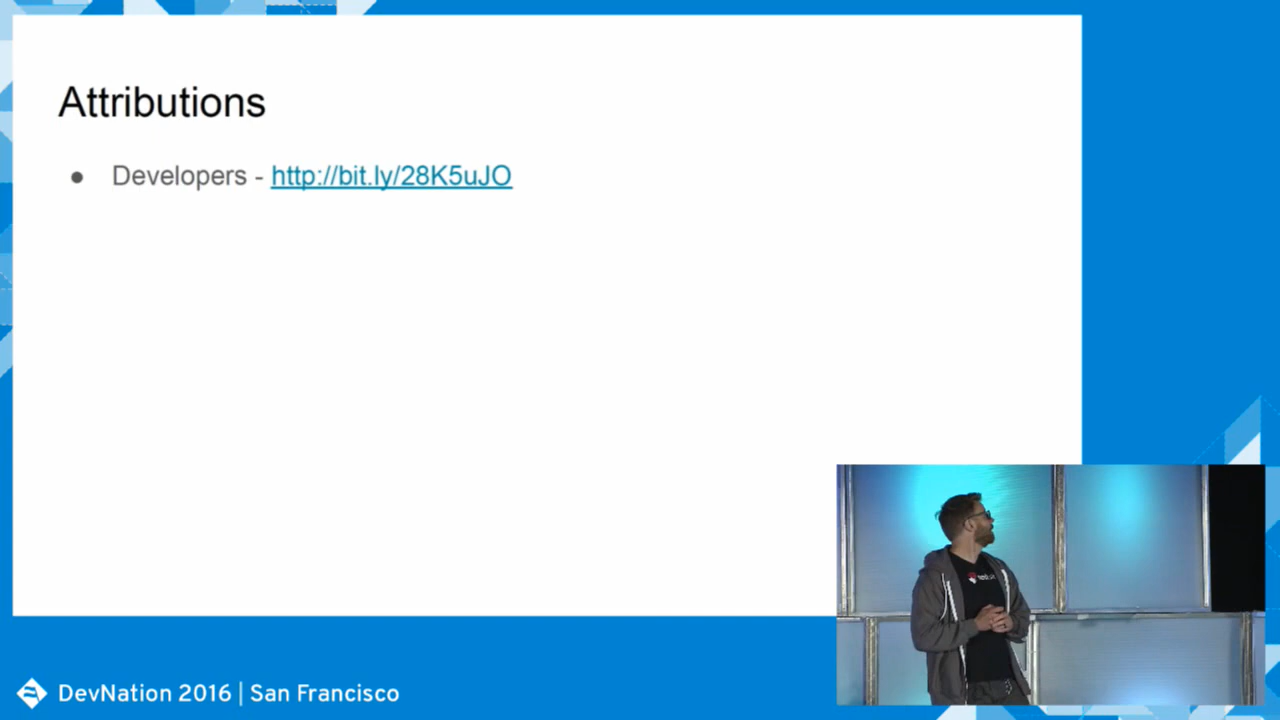 Attributions
● Developers - http://bit.ly/28K5uJO
DevNation 2016 | San Francisco